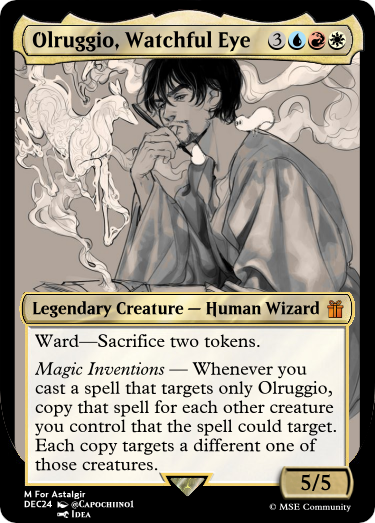 Olruggio, Watchful Eye 3
Legendary Creature — Human Wizard
Ward—Sacrifice two tokens.
Magic Inventions — Whenever you
cast a spell that targets only Olruggio,
copy that spell for each other creature
you control that the spell could target.
Each copy targets a different one of
those creatures.
5/5
M For Astalgir
DEC24 @Capochiino1
Idea
© MSE Community